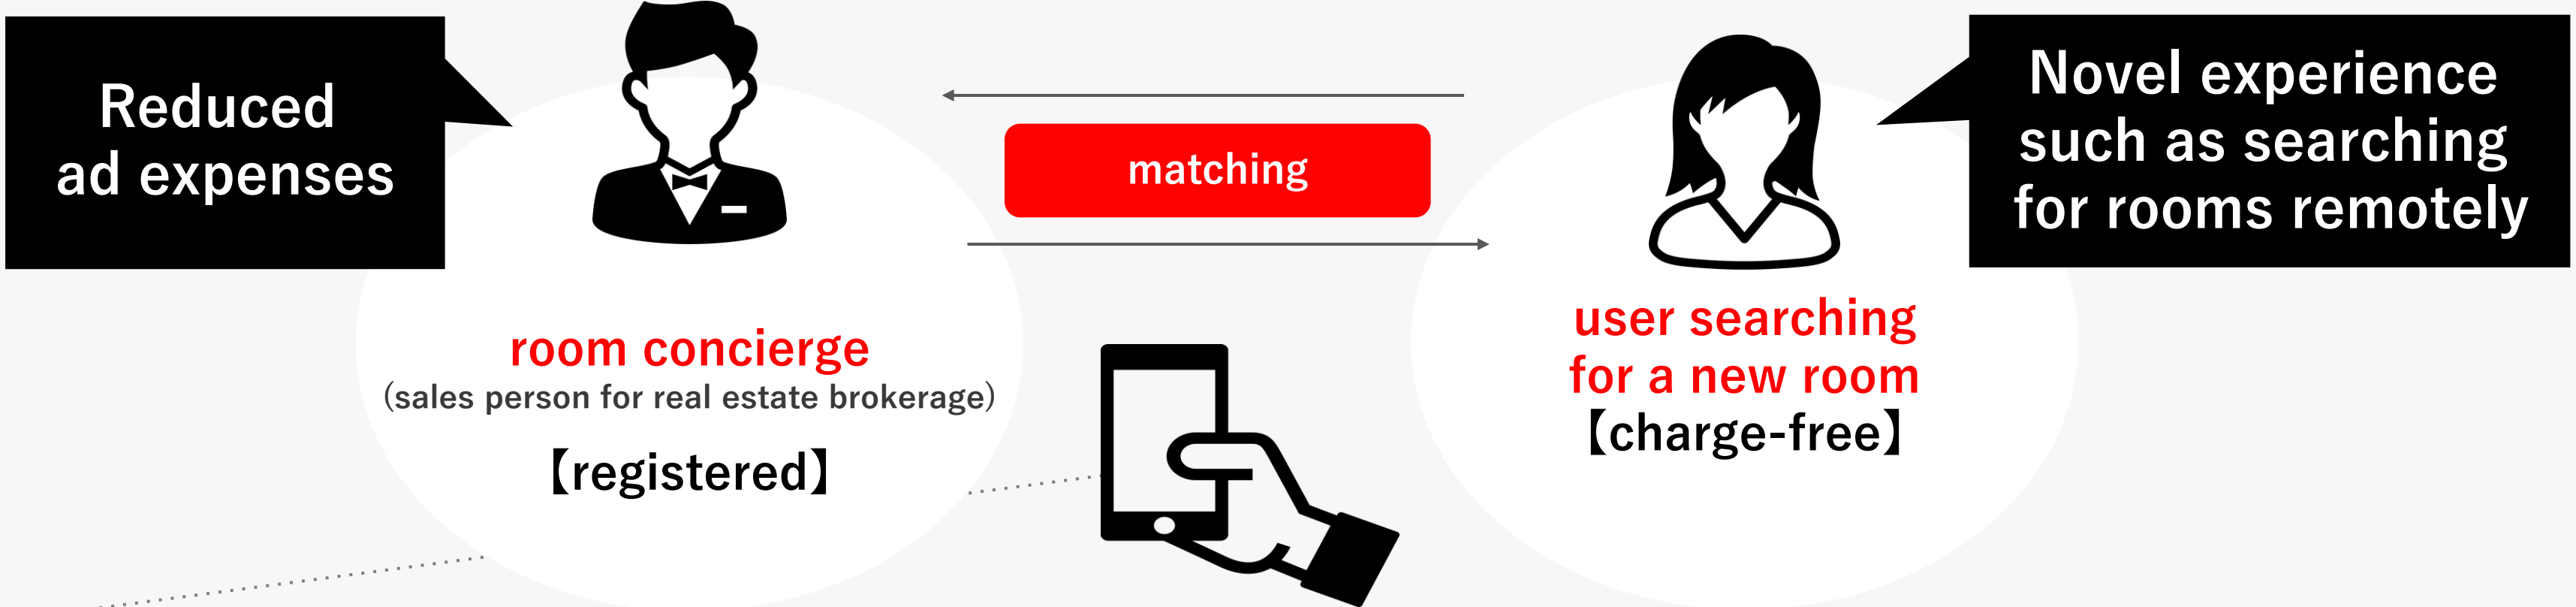 Reduced
ad expenses
matching
Novel experience
such as searching
for rooms remotely
room concierge
(sales person for real estate brokerage)
【registered】
user searching
for a new room
【charge-free】